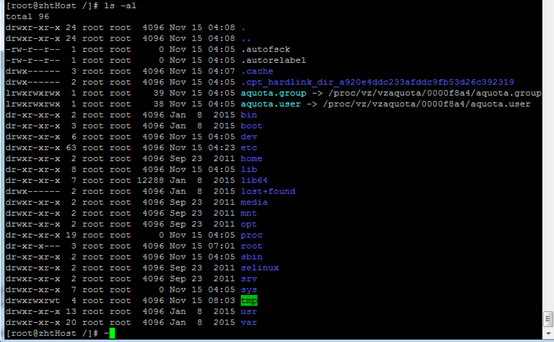 [root@zhtHost /]# ls -al
total 96
drwxr-xr-x 24 root root 4096 Nov 15 04:08 .
drwxr-xr-x 24 root root 4096 Nov 15 04:08 ..
-rw-r--r-- 1 root root 0 Nov 15 04:05 .autofsck
-rw-r--r-- 1 root root 0 Nov 15 04:05 .autorelabel
drwx------ 3 root root 4096 Nov 15 04:07 .cache
drwxr-xr-x 2 root root 4096 Nov 15 04:05 .cpt_hardlink_dir_a920e4ddc233afddc9fb53d26c392319
lrwxrwxrwx 1 root root 39 Nov 15 04:05 aquota.group -> /proc/vz/vzaquota/0000f8a4/aquota.group
lrwxrwxrwx 1 root root 38 Nov 15 04:05 aquota.user -> /proc/vz/vzaquota/0000f8a4/aquota.user
dr-xr-xr-x 2 root root 4096 Jan 8 2015 bin
dr-xr-xr-x 3 root root 4096 Jan 8 2015 boot
drwxr-xr-x 6 root root 4096 Nov 15 04:05 dev
drwxr-xr-x 63 root root 4096 Nov 15 04:23 etc
drwxr-xr-x 2 root root 4096 Sep 23 2011 home
dr-xr-xr-x 8 root root 4096 Nov 15 04:05 lib
dr-xr-xr-x 7 root root 12288 Jan 8 2015 lib64
drwx------ 2 root root 4096 Jan 8 2015 lost+found
drwxr-xr-x 2 root root 4096 Sep 23 2011 media
drwxr-xr-x 2 root root 4096 Sep 23 2011 mnt
drwxr-xr-x 2 root root 4096 Sep 23 2011 opt
dr-xr-xr-x 19 root root 0 Nov 15 04:05 proc
dr-xr-x--- 3 root root 4096 Nov 15 07:01 root
dr-xr-xr-x 2 root root 4096 Nov 15 04:05 sbin
drwxr-xr-x 2 root root 4096 Sep 23 2011 selinux
drwxr-xr-x 2 root root 4096 Sep 23 2011 srv
drwxr-xr-x 7 root root 0 Nov 15 04:05 sys
drwxrwxrwt 4 root root 4096 Nov 15 08:03 tmp
drwxr-xr-x 13 root root 4096 Jan 8 2015 usr
drwxr-xr-x 20 root root 4096 Jan 8 2015 var
[root@zhtHost /]# ~